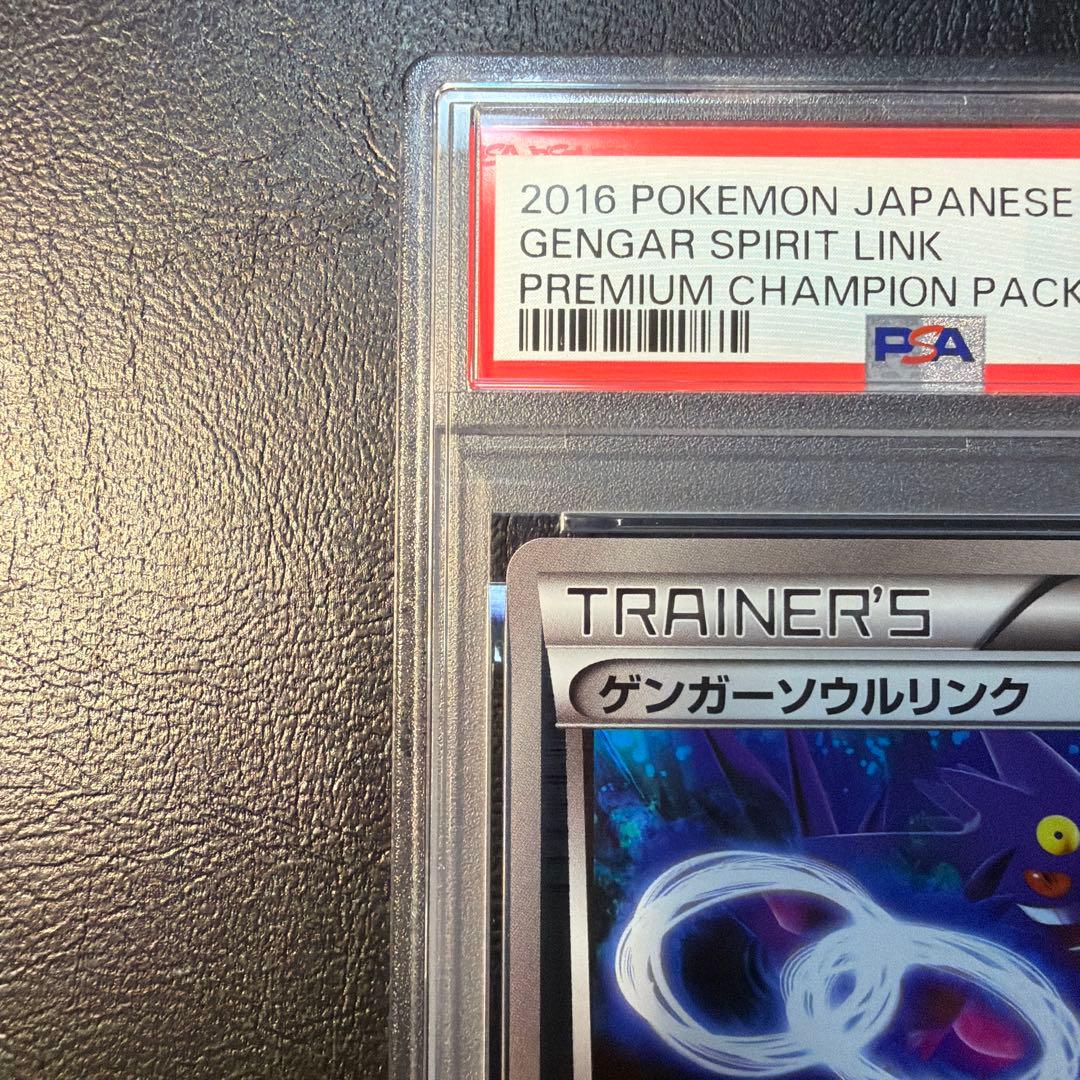 2016 POKEMON JAPANESE
GENGAR SPIRIT LINK
PREMIUM CHAMPION PACK
PSA
TRAINER'S
ゲンガーソウルリンク